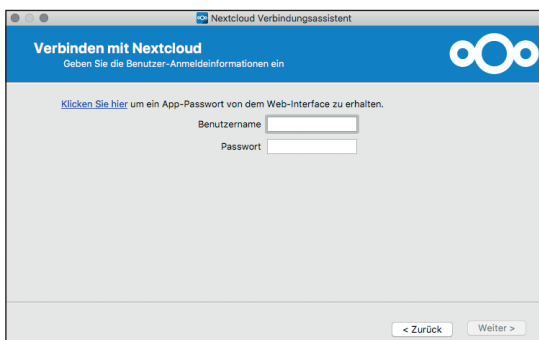 Nextcloud Verbindungsassistent
Verbinden mit Nextcloud
Geben Sie die Benutzer-Anmeldeinformationen ein
Klicken Sie hier um ein App-Passwort von dem Web-Interface zu erhalten.
Benutzername
Passwort
< Zurück
Weiter >